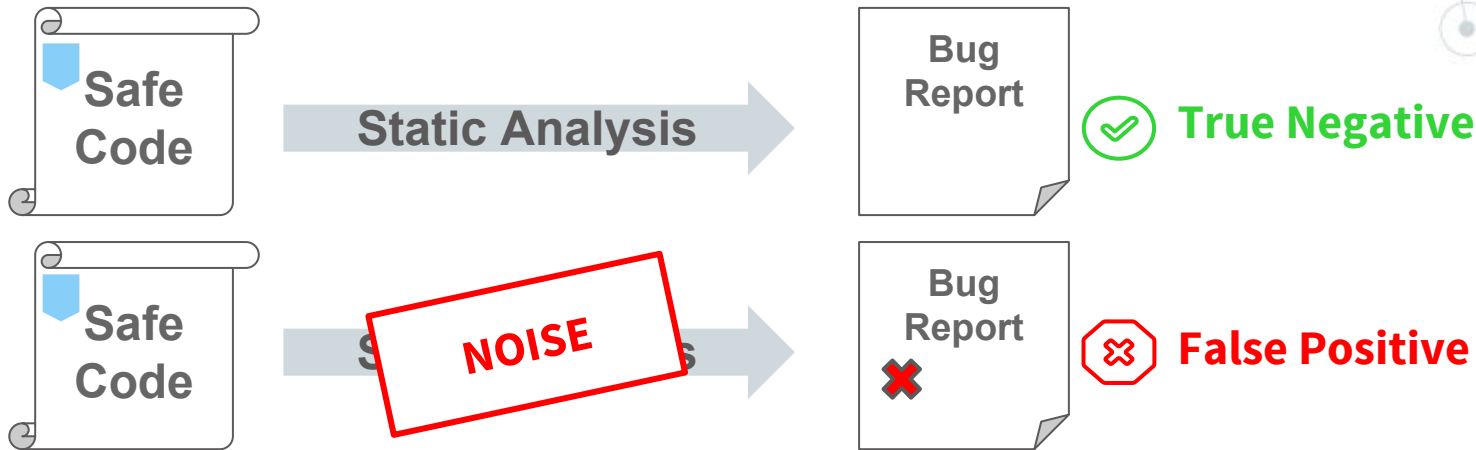 Safe
Code
Static Analysis
Bug
Report
True Negative
Safe
Code
NOISE
Bug
Report
False Positive